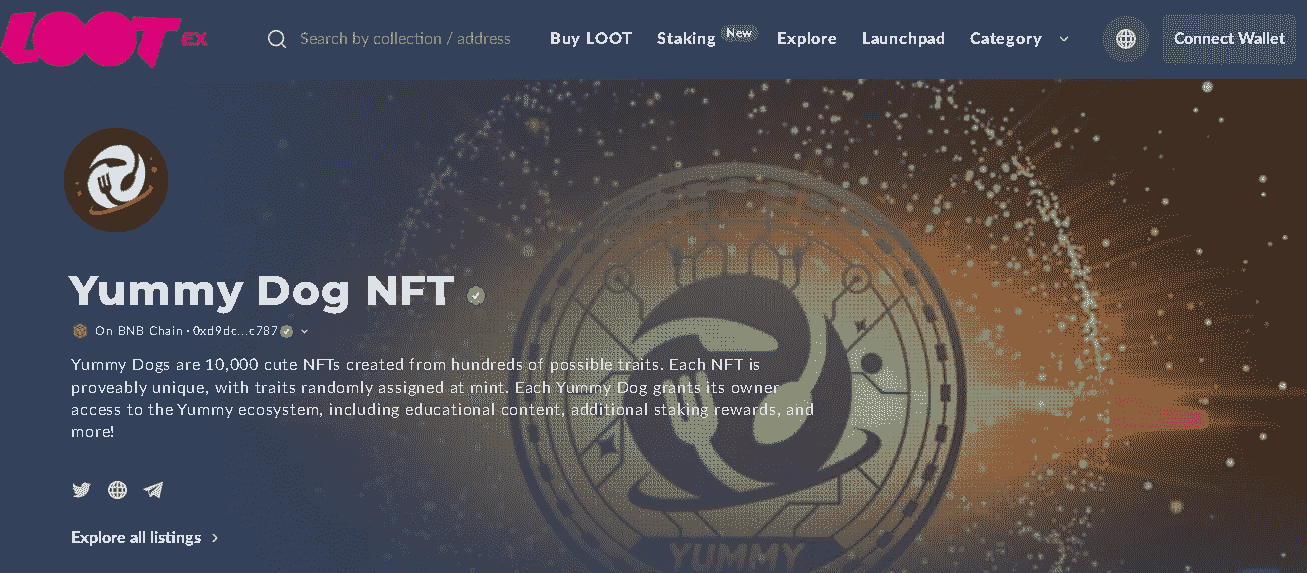 LOOT EX
Search by collection / address
Buy LOOT
Staking New
Explore
Launchpad
Category
Connect Wallet
Yummy Dog NFT
On BNB Chain · 0xd9dc...c787
Yummy Dogs are 10,000 cute NFTs created from hundreds of possible traits. Each NFT is
proveably unique, with traits randomly assigned at mint. Each Yummy Dog grants its owner
access to the Yummy ecosystem, including educational content, additional staking rewards, and
more!
Explore all listings
YUMMY